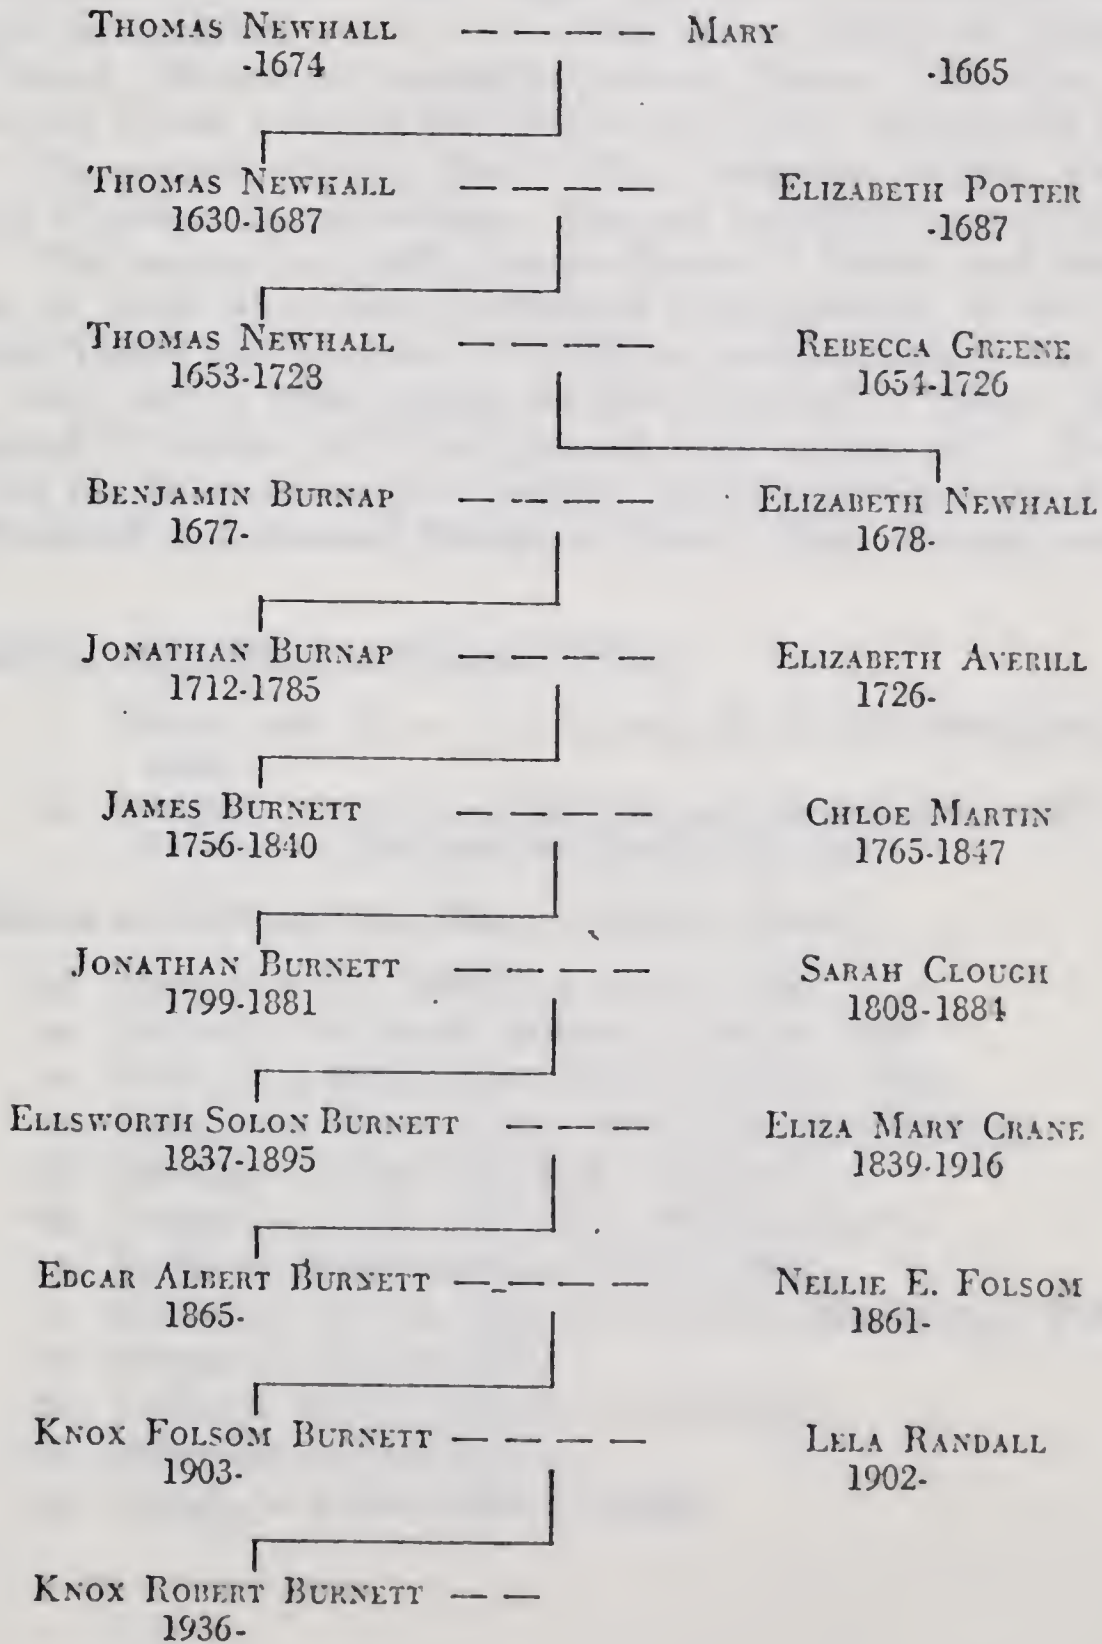 THOMAS NEWHALL — — — — MARY
-1674 -1665
THOMAS NEWHALL — — — — ELIZABETH POTTER
1630-1687 -1687
THOMAS NEWHALL — — — — REBECCA GREENE
1653-1728 1654-1726
BENJAMIN BURNAP — — — — ELIZABETH NEWHALL
1677- 1678-
JONATHAN BURNAP — — — — ELIZABETH AVERILL
1712-1785 1726-
JAMES BURNETT — — — — CHLOE MARTIN
1756-1840 1765-1847
JONATHAN BURNETT — — — — SARAH CLOUGH
1799-1881 1808-1884
ELLSWORTH SOLON BURNETT — — — ELIZA MARY CRANE
1837-1895 1839-1916
EDGAR ALBERT BURNETT — — — — NELLIE E. FOLSOM
1865- 1861-
KNOX FOLSOM BURNETT — — — — LELA RANDALL
1903- 1902-
KNOX ROBERT BURNETT — —
1936-